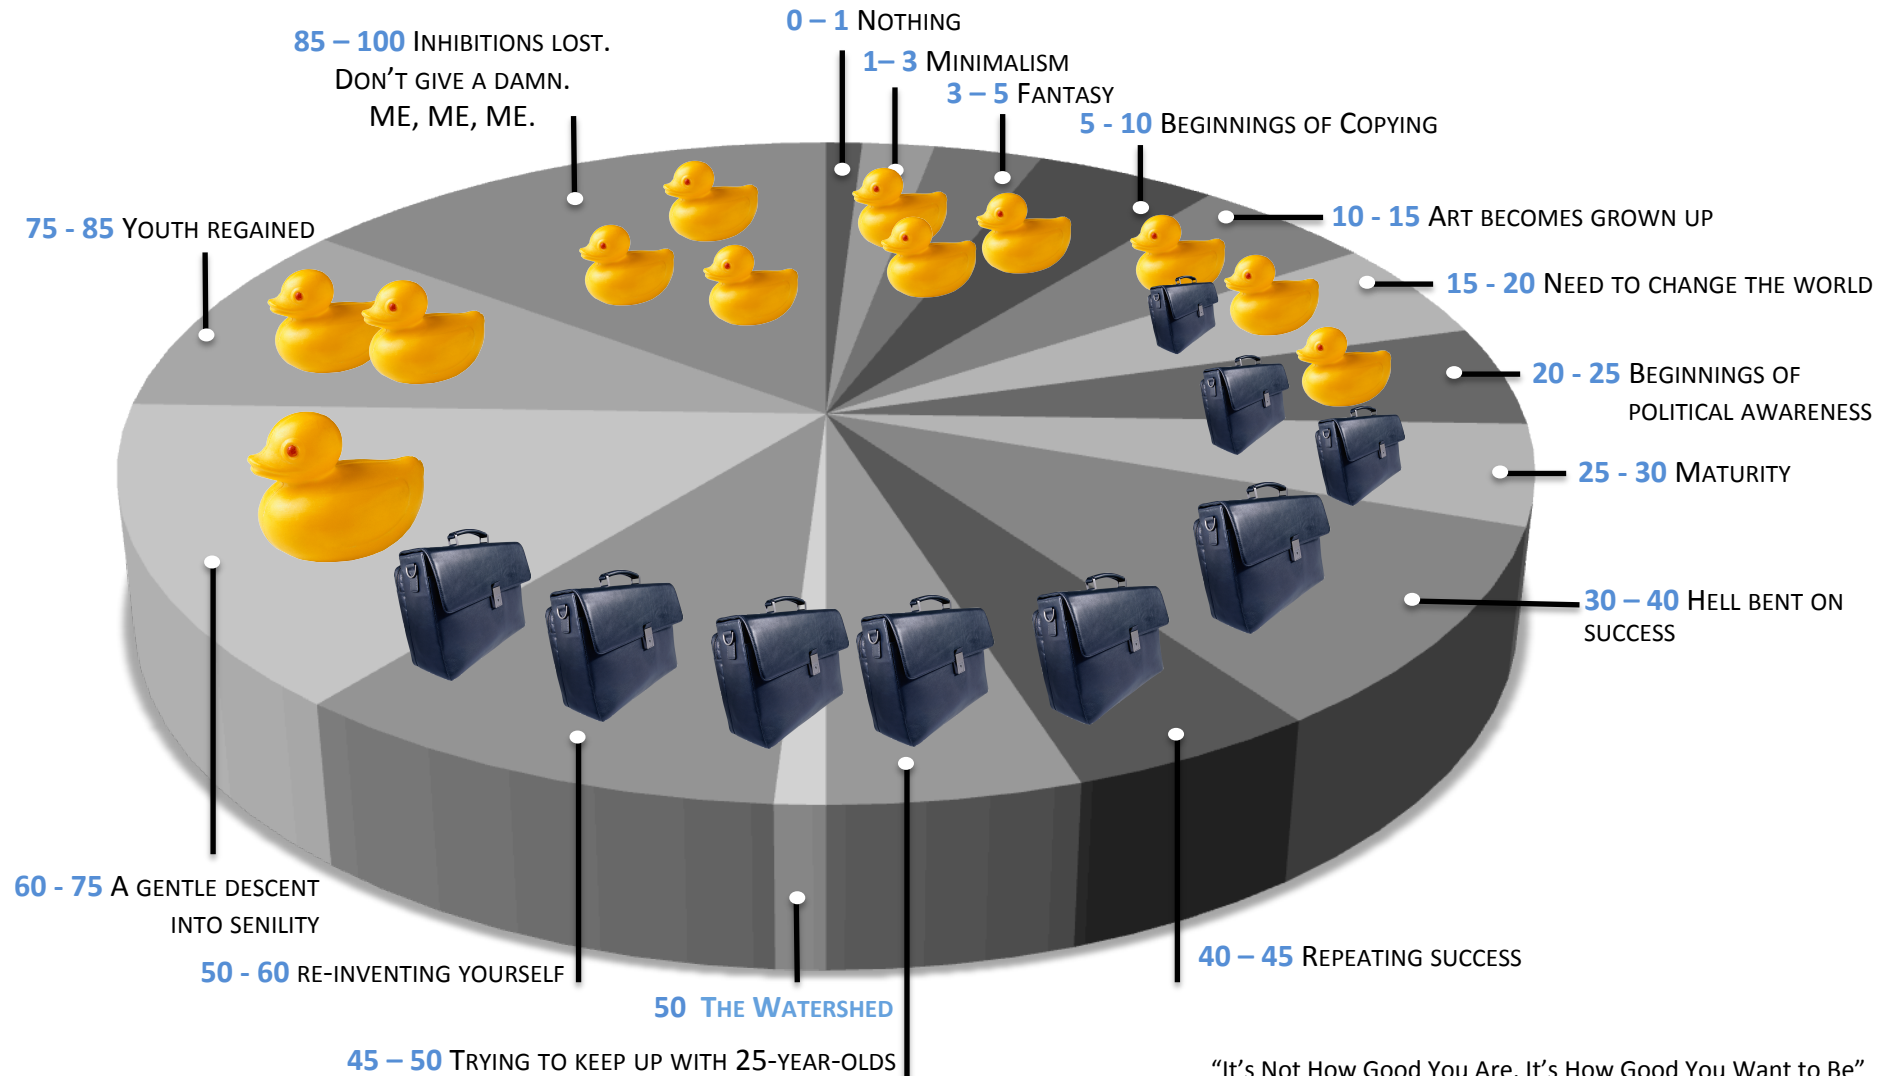 0 – 1 Nothing
85 – 100 Inhibitions lost.
Don't give a damn.
ME, ME, ME.
1– 3 Minimalism
3 – 5 Fantasy
5 - 10 Beginnings of Copying
10 - 15 Art becomes grown up
75 - 85 Youth regained
15 - 20 Need to change the world
20 - 25 Beginnings of
political awareness
25 - 30 Maturity
30 – 40 Hell bent on
success
60 - 75 A gentle descent
into senility
40 – 45 Repeating success
50 - 60 re-inventing yourself
50 The Watershed
45 – 50 Trying to keep up with 25-year-olds
“It’s Not How Good You Are, It’s How Good You Want to Be”